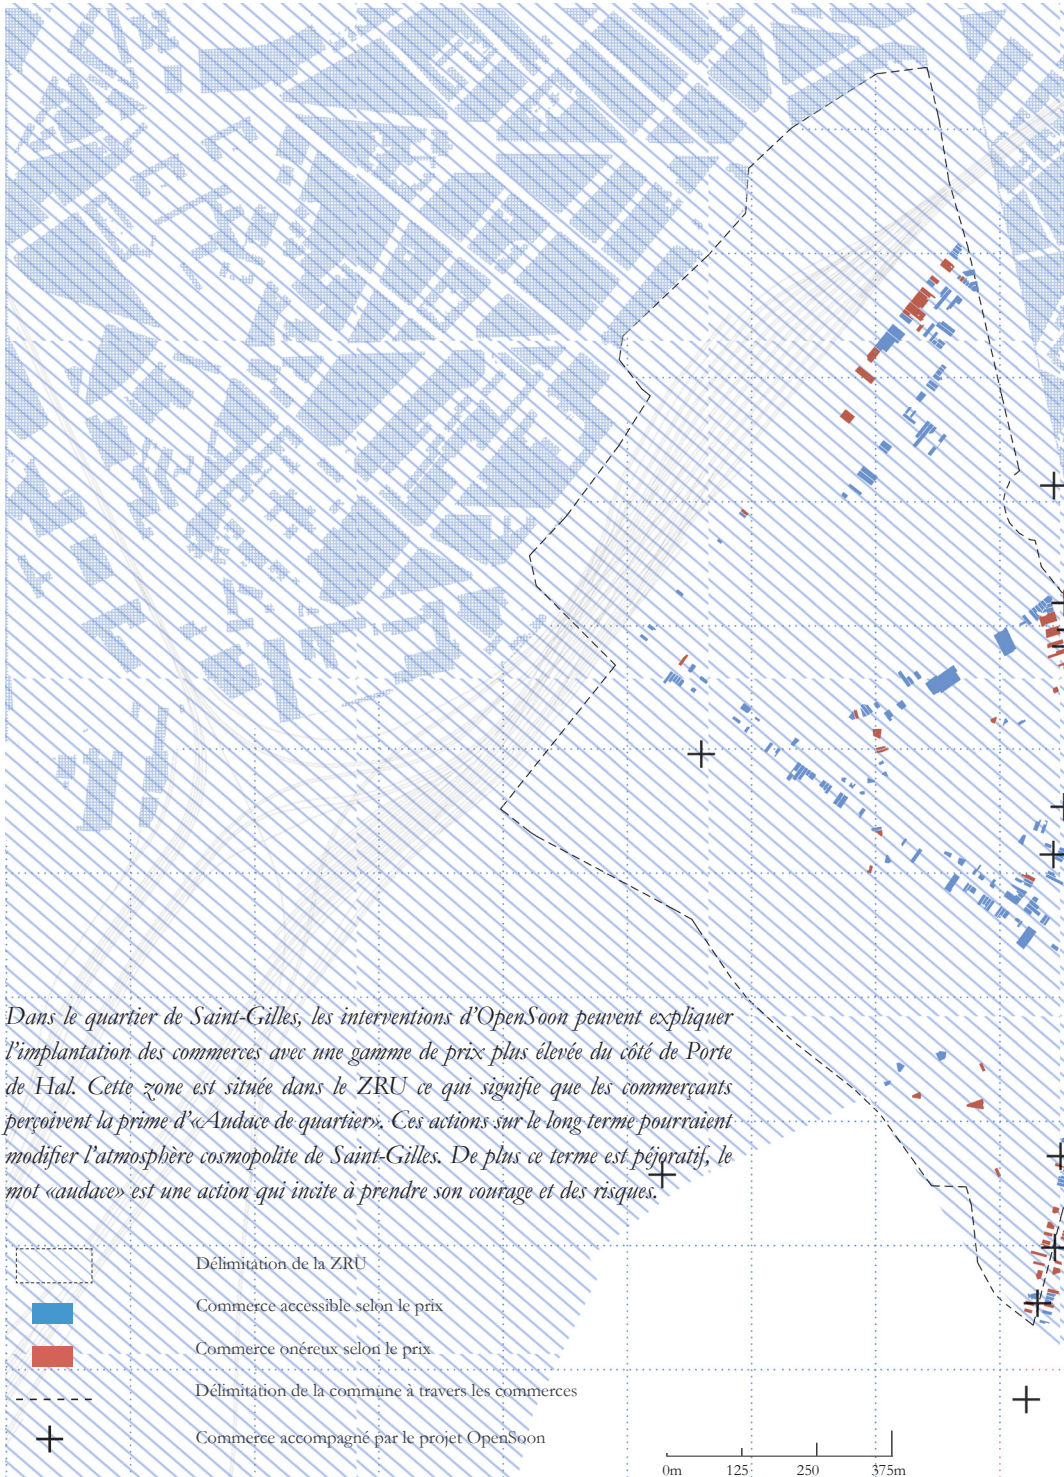 Dans le quartier de Saint-Gilles, les interventions d’OpenSoon peuvent expliquer
l’implantation des commerces avec une gamme de prix plus élevée du côté de Porte
de Hal. Cette zone est située dans le ZRU ce qui signifie que les commerçants
perçoivent la prime d’«Audace de quartier». Ces actions sur le long terme pourraient
modifier l’atmosphère cosmopolite de Saint-Gilles. De plus ce terme est péjoratif, le
mot «audace» est une action qui incite à prendre son courage et des risques.
Délimitation de la ZRU
Commerce accessible selon le prix
Commerce onéreux selon le prix
Délimitation de la commune à travers les commerces
Commerce accompagné par le projet OpenSoon
0m 125 250 375m